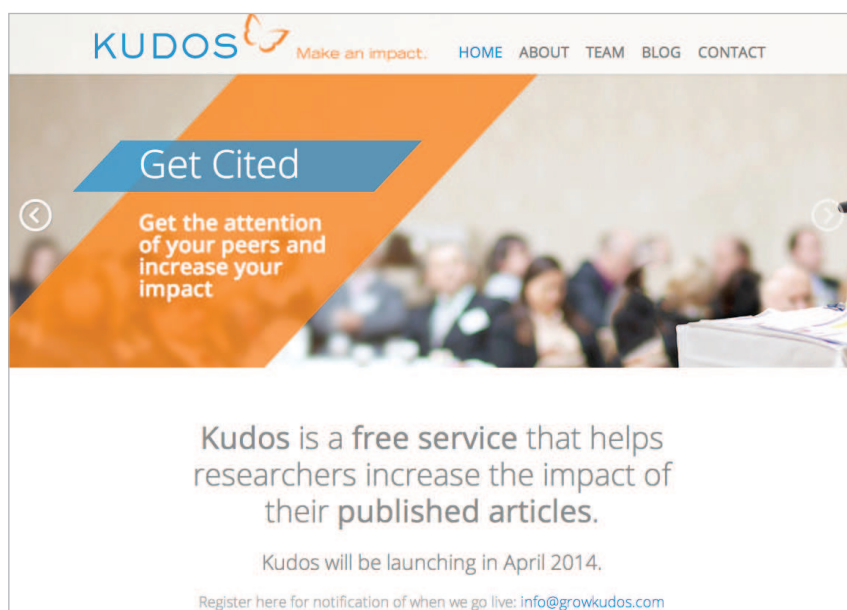 KUDOS Make an impact. HOME ABOUT TEAM BLOG CONTACT
Get Cited
Get the attention
of your peers and
increase your
impact
Kudos is a free service that helps
researchers increase the impact of
their published articles.
Kudos will be launching in April 2014.
Register here for notification of when we go live: info@growkudos.com